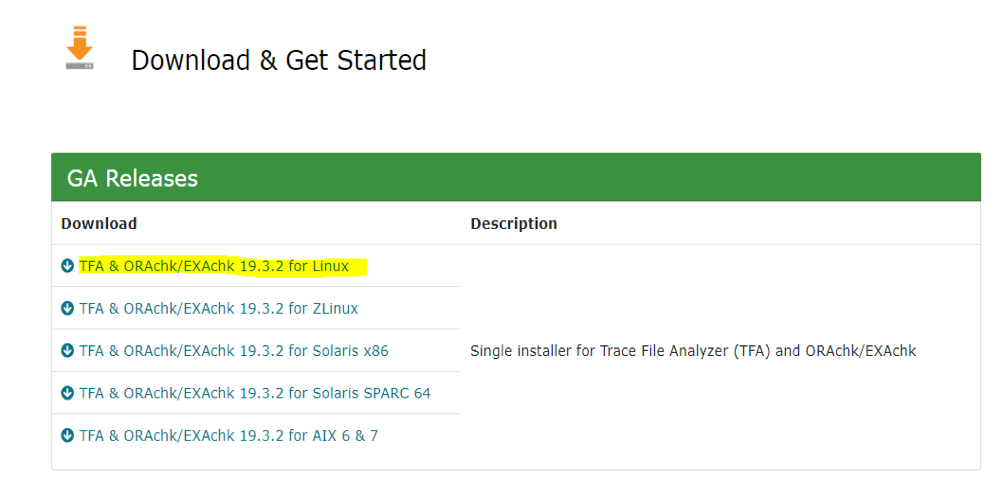 Download & Get Started
GA Releases
Download Description
TFA & ORAchk/EXAchk 19.3.2 for Linux
TFA & ORAchk/EXAchk 19.3.2 for ZLinux
TFA & ORAchk/EXAchk 19.3.2 for Solaris x86
Single installer for Trace File Analyzer (TFA) and ORAchk/EXAchk
TFA & ORAchk/EXAchk 19.3.2 for Solaris SPARC 64
TFA & ORAchk/EXAchk 19.3.2 for AIX 6 & 7